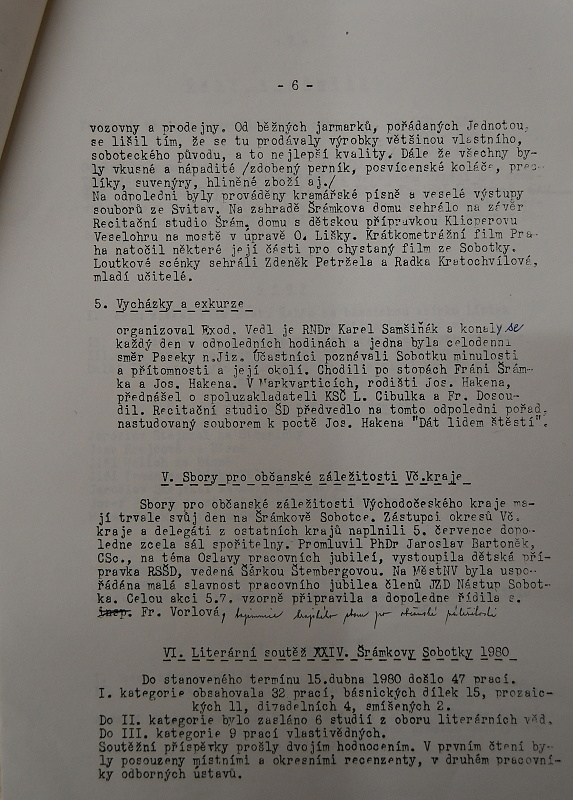 - 6 -
vozovny a prodejny. Od běžných jarmarků, pořádaných Jednotou,
se lišil tím, že se tu prodávaly výrobky většinou vlastního,
soboteckého původu, a to nejlepší kvality. Dále že všechny by-
ly vkusné a nápadité /zdobený perník, posvícenské koláče, prec-
líky, suvenýry, hliněné zboží aj./
Na odpoledni byly prováděny kramářské písně a veselé výstupy
souborů ze Svitav. Na zahradě Šrámkova domu sehrálo na závěr
Recitační studio Šrám. domu s dětskou přípravkou Klicperovu
Veselohru na mostě v úpravě O. Lišky. Krátkometrážní film Pra-
ha natočil některé její části pro chystaný film ze Sobotky.
Loutkové scénky sehráli Zdeněk Petržela a Radka Kratochvílová,
mladí učitelé.
5. Vycházky a exkurze
organizoval Exod. Vedl je RNDr Karel Samšiňák a konaly se
každý den v odpoledních hodinách a jedna byla celodenní
směr Paseky n.Jiz. Účastníci poznávali Sobotku minulosti
a přítomnosti a její okolí. Chodili po stopách Fráni Šrám-
ka a Jos. Hakena. V Markvarticích, rodišti Jos. Hakena,
přednášel o spoluzakladateli KSČ L. Cibulka a Fr. Dosou-
dil. Recitační studio ŠD předvedlo na tomto odpoledni pořad,
nastudovaný souborem k poctě Jos. Hakena "Dát lidem štěstí".
V. Sbory pro občanské záležitosti Vč.kraje
Sbory pro občanské záležitosti Východočeského kraje ma-
jí trvale svůj den na Šrámkově Sobotce. Zástupci okresů Vč.
kraje a delegáti z ostatních krajů naplnili 5. července dopo-
ledne zcela sál spořitelny. Promluvil PhDr Jaroslav Bartoněk,
CSc., na téma Oslavy pracovních jubileí, vystoupila dětská pří-
pravka RSŠD, vedená Šárkou Štembergovou. Na MěstNV byla uspo-
řádána malá slavnost pracovního jubilea členů JZD Nástup Sobot-
ka. Celou akci 5.7. vzorně připravila a dopoledne řídila s.
insp. Fr. Vorlová, tajemnice krajského sboru pro občanské záležitosti
VI. Literární soutěž XXIV. Šrámkovy Sobotky 1980
Do stanoveného termínu 15.dubna 1980 došlo 47 prací.
I. kategorie obsahovala 32 prací, básnických dílek 15, prozaic-
kých 11, divadelních 4, smíšených 2.
Do II. kategorie bylo zasláno 6 studií z oboru literárních věd.
Do III. kategorie 9 prací vlastivědných.
Soutěžní příspěvky prošly dvojím hodnocením. V prvním čtení by-
ly posouzeny místními a okresními recenzenty, v druhém pracovní-
ky odborných ústavů.